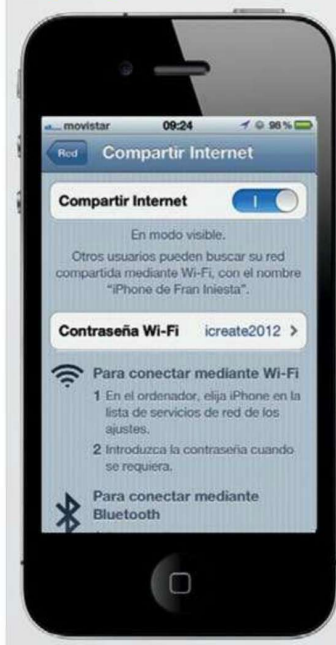 movistar 09:24 98 %
Red Compartir Internet
Compartir Internet
En modo visible.
Otros usuarios pueden buscar su red
compartida mediante Wi-Fi, con el nombre
“iPhone de Fran Iniesta”.
Contraseña Wi-Fi icreate2012
Para conectar mediante Wi-Fi
1 En el ordenador, elija iPhone en la
lista de servicios de red de los
ajustes.
2 Introduzca la contraseña cuando
se requiera.
Para conectar mediante
Bluetooth